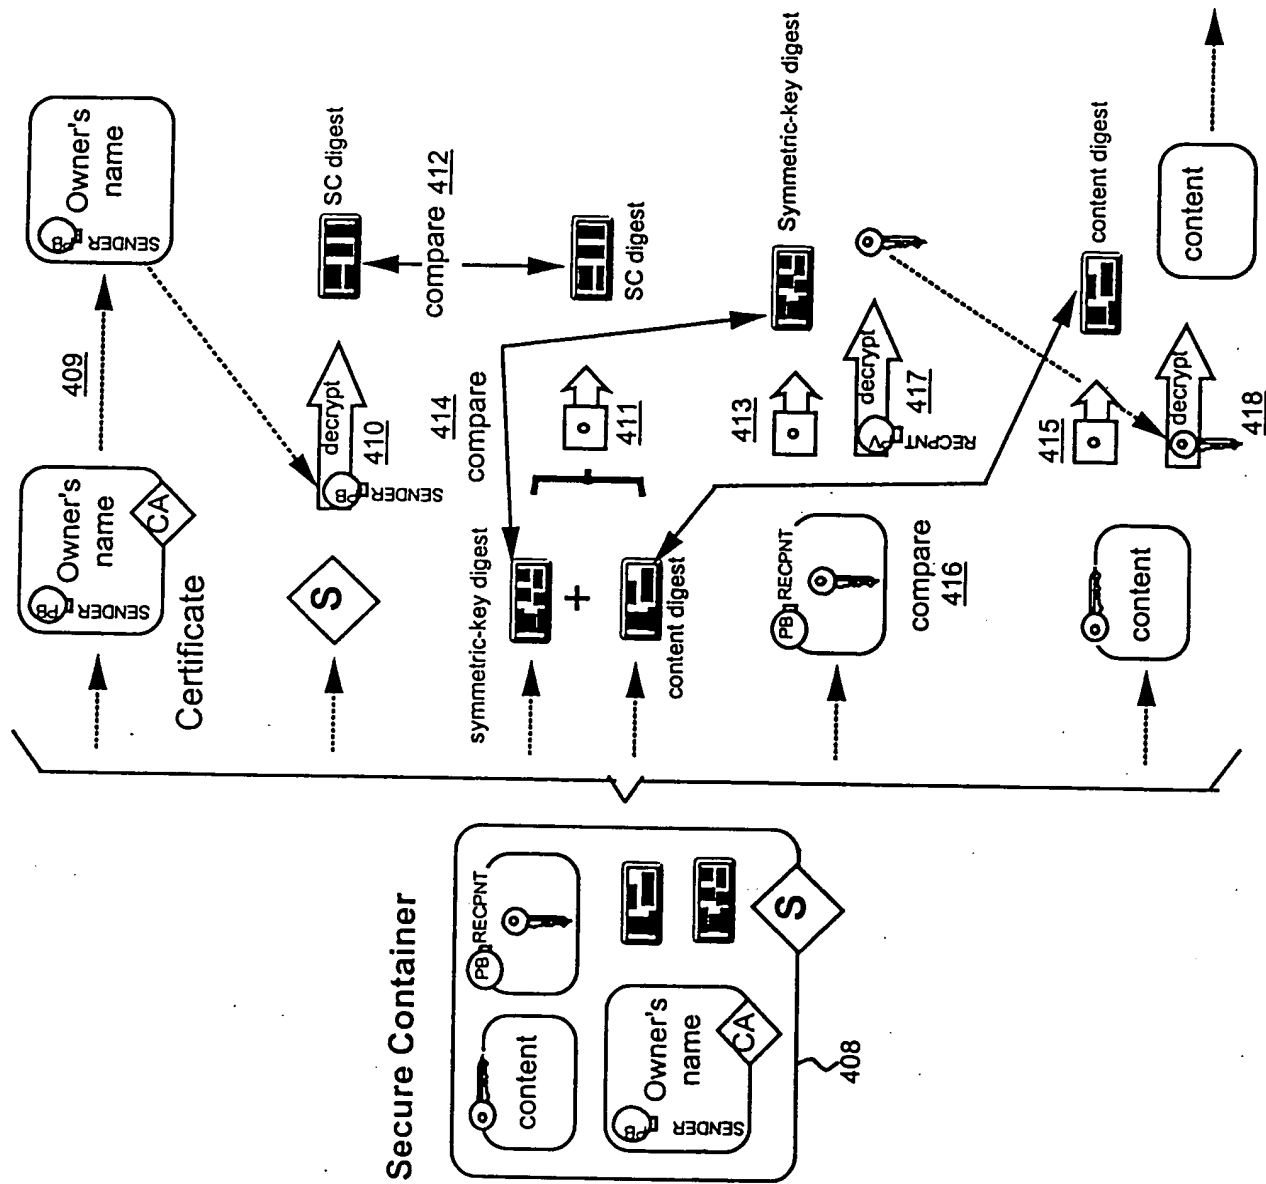 Secure Container
content
PB
RECPNT
PB
SENDER
Owner's
name
CA
S
408
PB
SENDER
Owner's
name
CA
Certificate
409
PB
SENDER
Owner's
name
S
PB
SENDER
decrypt
410
SC digest
compare 412
SC digest
symmetric-key digest
+
content digest
414
compare
411
PB
RECPNT
413
Symmetric-key digest
PV
RECPNT
decrypt
417
compare
416
content
415
content digest
decrypt
418
content